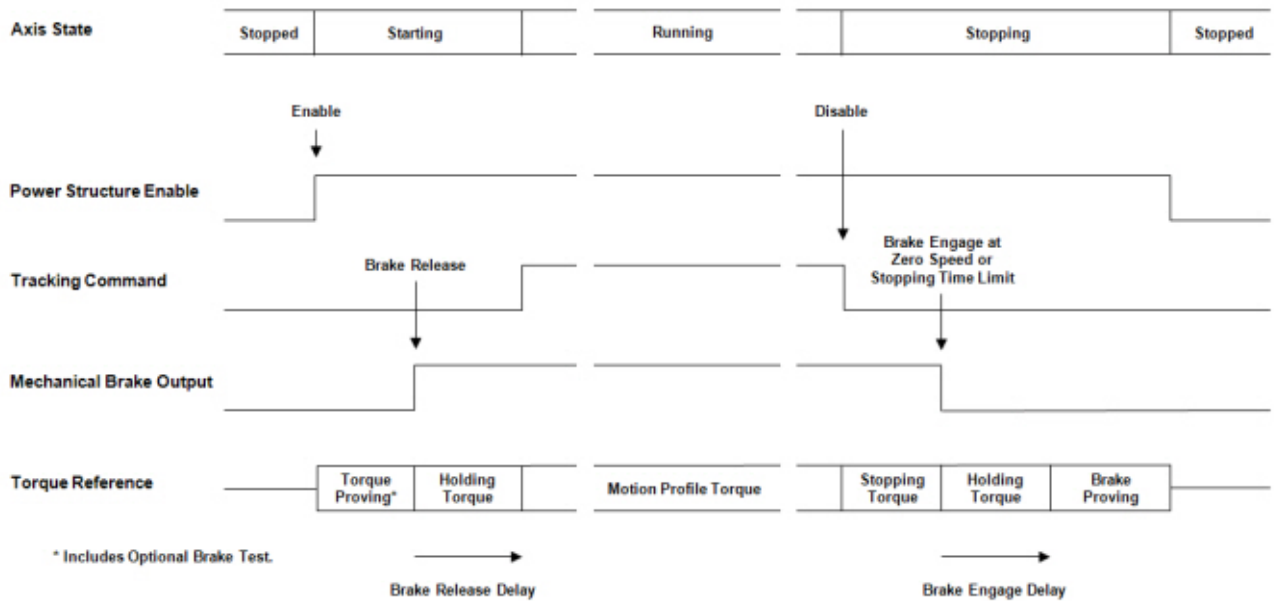 Axis State
Stopped
Starting
Running
Stopping
Stopped
Enable
Disable
Power Structure Enable
Brake Engage at
Zero Speed or
Stopping Time Limit
Tracking Command
Brake Release
Mechanical Brake Output
Torque Reference
Torque
Proving*
Holding
Torque
Motion Profile Torque
Stopping
Torque
Holding
Torque
Brake
Proving
* Includes Optional Brake Test.
Brake Release Delay
Brake Engage Delay